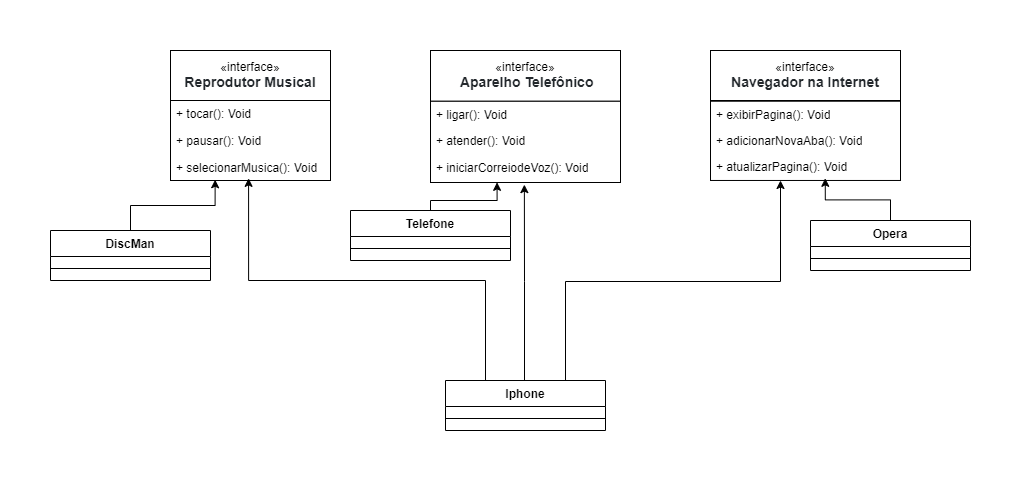 «interface»
Reprodutor Musical
+ tocar(): Void
+ pausar(): Void
+ selecionarMusica(): Void
«interface»
Aparelho Telefônico
+ ligar(): Void
+ atender(): Void
+ iniciarCorreiodeVoz(): Void
«interface»
Navegador na Internet
+ exibirPagina(): Void
+ adicionarNovaAba(): Void
+ atualizarPagina(): Void
DiscMan
Telefone
Opera
Iphone